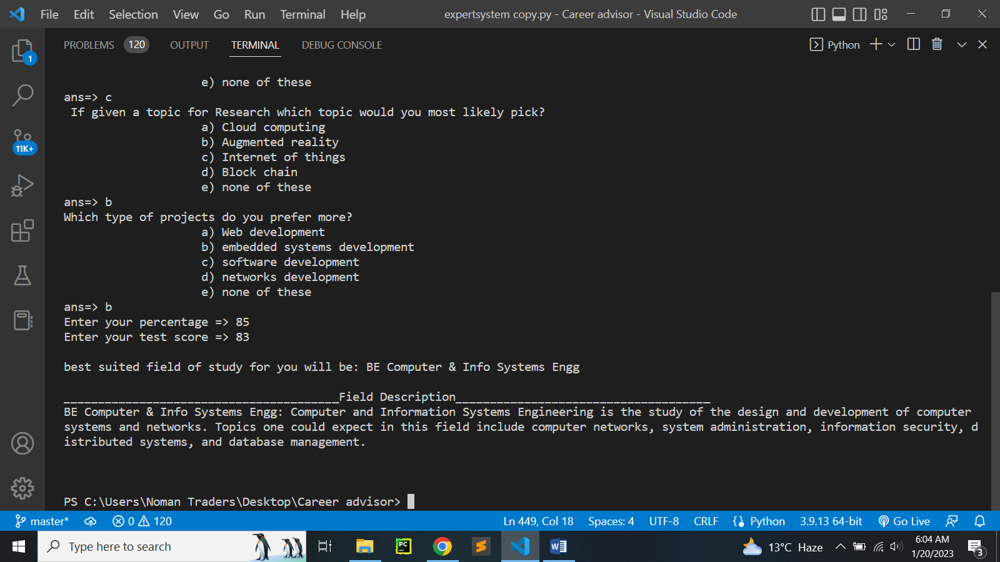 File Edit Selection View Go Run Terminal Help expertsystem copy.py - Career advisor - Visual Studio Code
PROBLEMS 120 OUTPUT TERMINAL DEBUG CONSOLE Python
1
11K+
e) none of these
ans=> c
If given a topic for Research which topic would you most likely pick?
a) Cloud computing
b) Augmented reality
c) Internet of things
d) Block chain
e) none of these
ans=> b
Which type of projects do you prefer more?
a) Web development
b) embedded systems development
c) software development
d) networks development
e) none of these
ans=> b
Enter your percentage => 85
Enter your test score => 83
best suited field of study for you will be: BE Computer & Info Systems Engg
________________________________________Field Description_____________________________________
BE Computer & Info Systems Engg: Computer and Information Systems Engineering is the study of the design and development of computer
systems and networks. Topics one could expect in this field include computer networks, system administration, information security, d
istributed systems, and database management.
PS C:\Users\Noman Traders\Desktop\Career advisor>
master* 0 120 Ln 449, Col 18 Spaces: 4 UTF-8 CRLF Python 3.9.13 64-bit Go Live
Type here to search PC W 13°C Haze 6:04 AM
1/20/2023 3